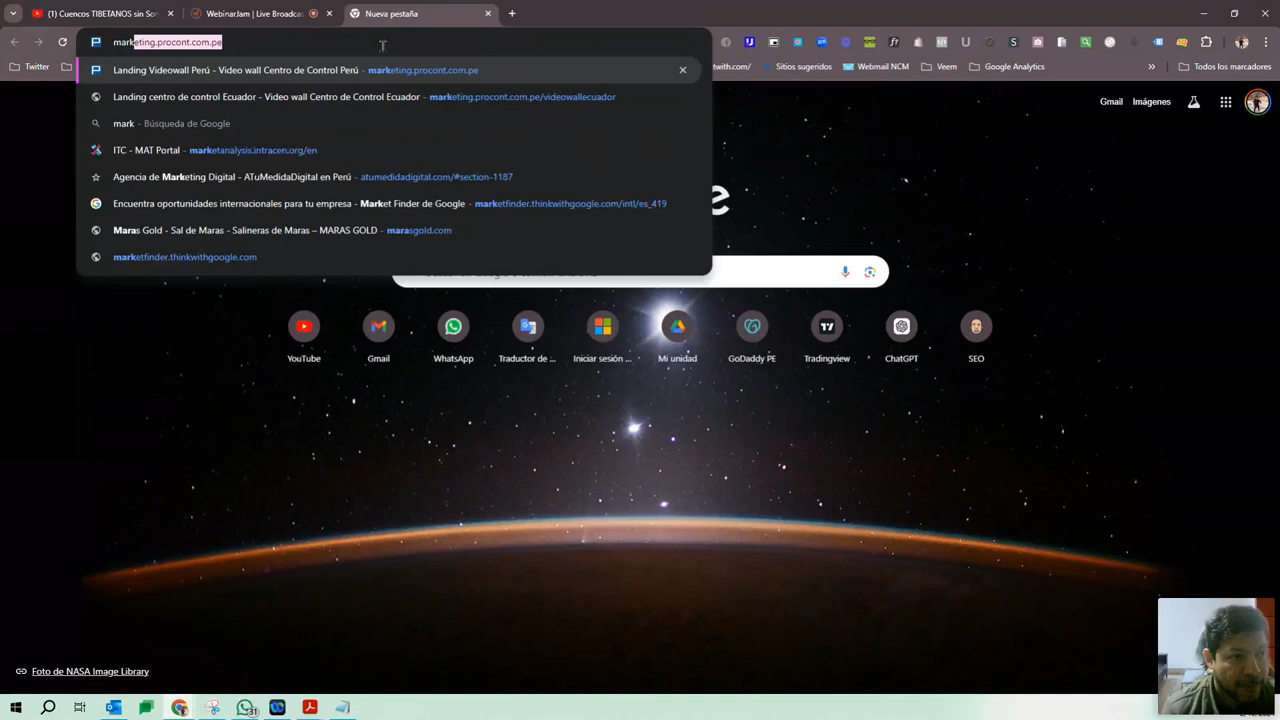 (1) Cuencos TIBETANOS sin Son
WebinarJam | Live Broadcas
Nueva pestaña
marketing.procont.com.pe
Landing Videowall Perú - Video wall Centro de Control Perú - marketing.procont.com.pe
Landing centro de control Ecuador - Video wall Centro de Control Ecuador - marketing.procont.com.pe/videowallecuador
mark - Búsqueda de Google
ITC - MAT Portal - marketanalysis.intracen.org/en
Agencia de Marketing Digital - ATuMedidaDigital en Perú - atumedidadigital.com/#section-1187
Encuentra oportunidades internacionales para tu empresa - Market Finder de Google - marketfinder.thinkwithgoogle.com/intl/es_419
Maras Gold - Sal de Maras - Salineras de Maras – MARAS GOLD - marasgold.com
marketfinder.thinkwithgoogle.com
Twitter
twitch.com/
Sitios sugeridos
Webmail NCM
Veem
Google Analytics
»
Todos los marcadores
Gmail
Imágenes
e
YouTube
Gmail
WhatsApp
Traductor de ...
Iniciar sesión ...
Mi unidad
GoDaddy PE
Tradingview
ChatGPT
SEO
Foto de NASA Image Library
31